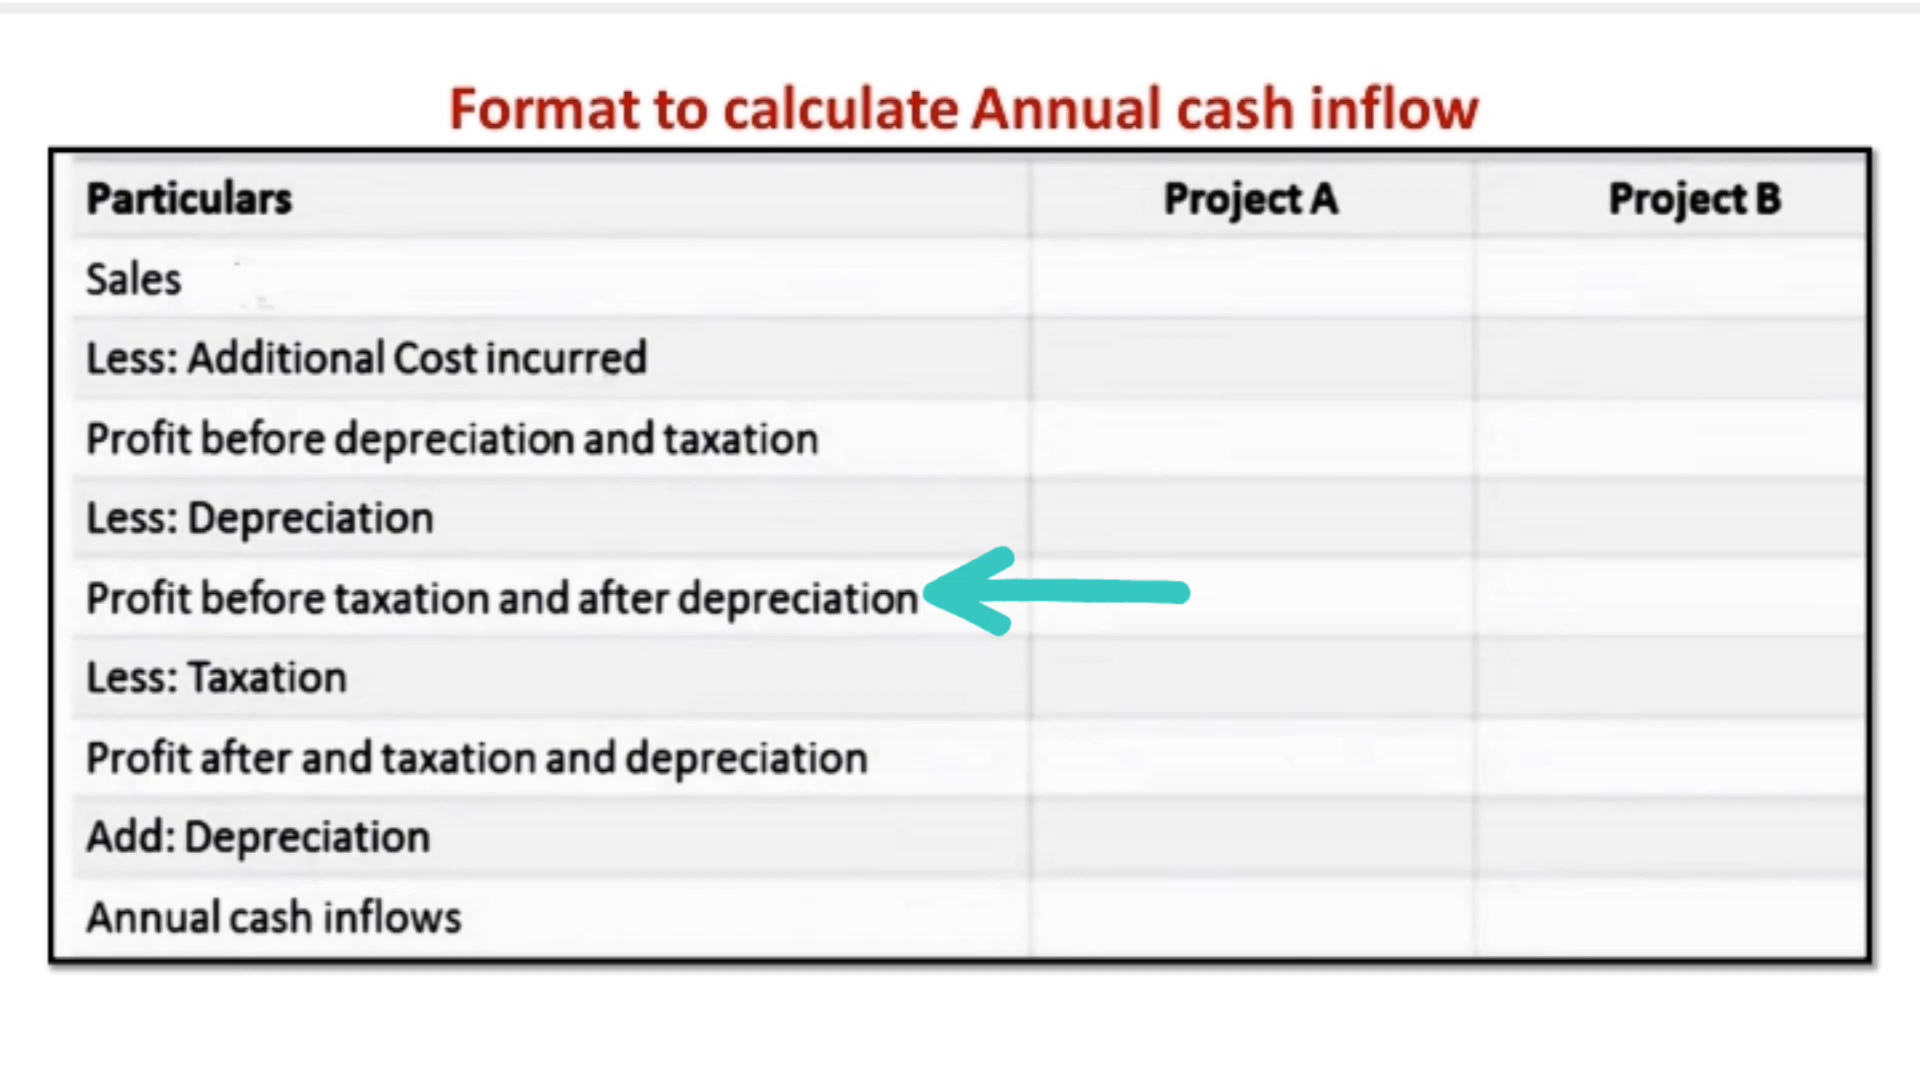 Format to calculate Annual cash inflow
Particulars Project A Project B
Sales
Less: Additional Cost incurred
Profit before depreciation and taxation
Less: Depreciation
Profit before taxation and after depreciation
Less: Taxation
Profit after and taxation and depreciation
Add: Depreciation
Annual cash inflows